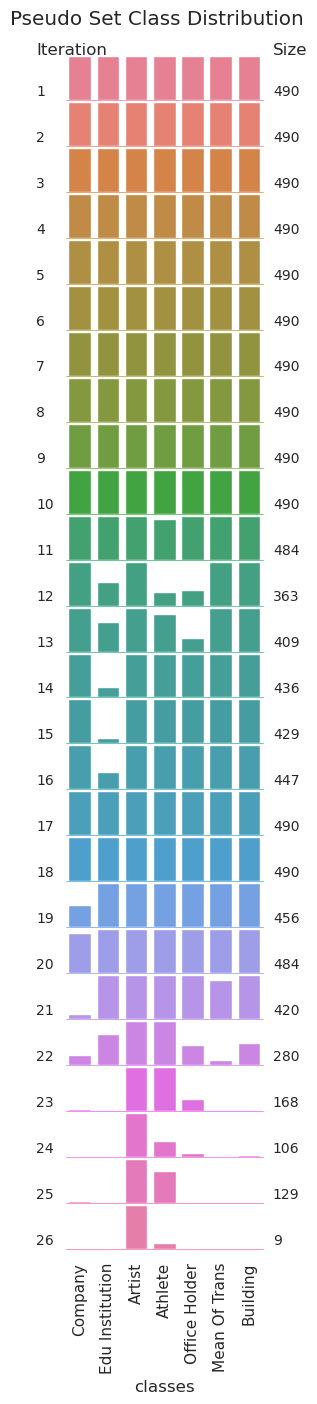 Pseudo Set Class Distribution
Iteration Size
1 490
2 490
3 490
4 490
5 490
6 490
7 490
8 490
9 490
10 490
11 484
12 363
13 409
14 436
15 429
16 447
17 490
18 490
19 456
20 484
21 420
22 280
23 168
24 106
25 129
26 9
Company
Edu Institution
Artist
Athlete
Office Holder
Mean Of Trans
Building
classes